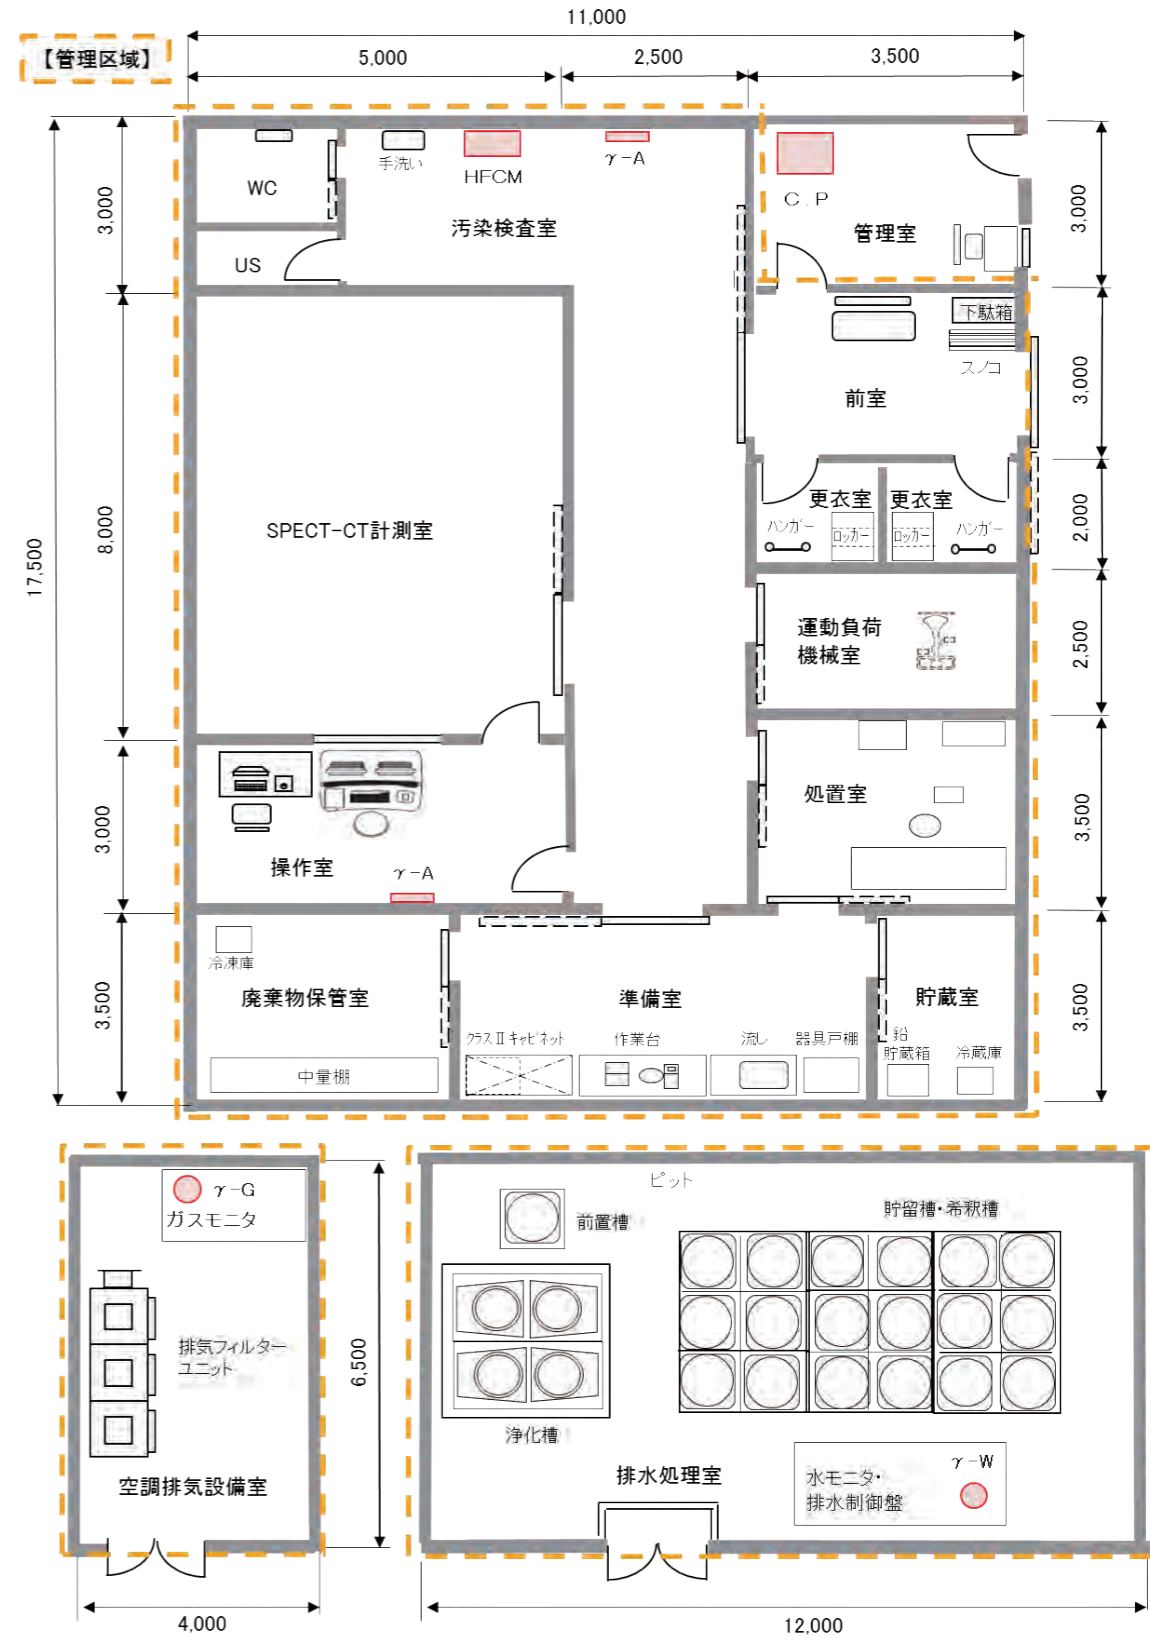 11,000
【管理区域】
5,000
2,500
3,500
手洗い
HFCM
γ-A
WC
C.P
3,000
3,000
汚染検査室
管理室
US
下駄箱
スノコ
3,000
前室
更衣室
更衣室
ハンガー
ロッカー
ロッカー
ハンガー
2,000
17,500
8,000
SPECT-CT計測室
運動負荷
機械室
2,500
処置室
3,000
3,500
操作室
γ-A
冷凍庫
廃棄物保管室
準備室
貯蔵室
3,500
3,500
クラスⅡキャビネット
作業台
流し
器具戸棚
鉛
貯蔵箱
冷蔵庫
中量棚
γ-G
ガスモニタ
ピット
前置槽
貯留槽・希釈槽
排気フィルター
ユニット
6,500
浄化槽
空調排気設備室
排水処理室
γ-W
水モニタ・
排水制御盤
4,000
12,000